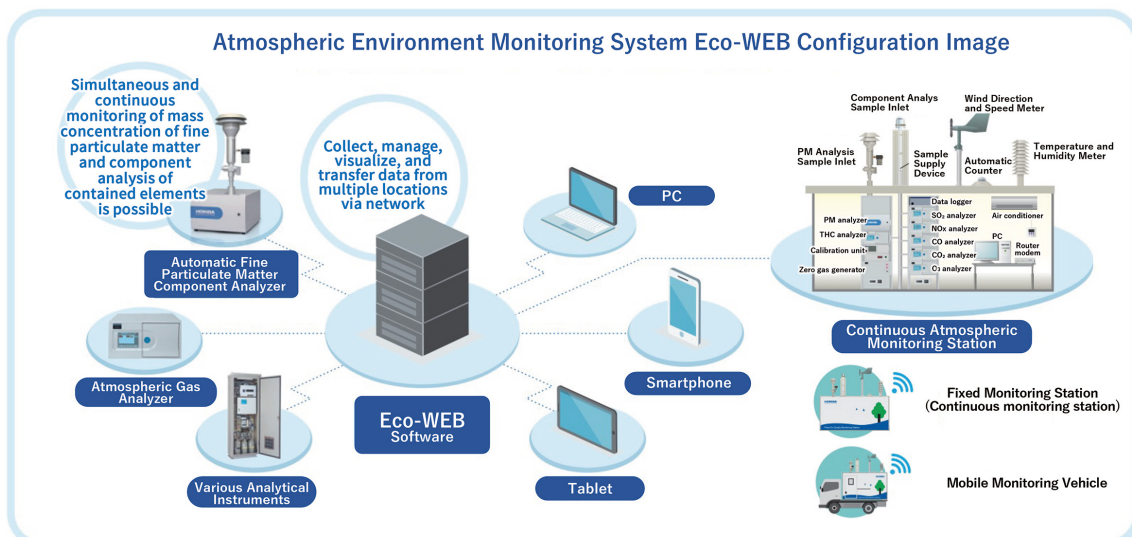 Atmospheric Environment Monitoring System Eco-WEB Configuration Image
Simultaneous and
continuous
monitoring of mass
concentration of fine
particulate matter
and component
analysis of
contained elements
is possible
Automatic Fine
Particulate Matter
Component Analyzer
Atmospheric Gas
Analyzer
Various Analytical
Instruments
Collect, manage,
visualize, and
transfer data from
multiple locations
via network
Eco-WEB
Software
PC
Smartphone
Tablet
Component Analys
Sample Inlet
Wind Direction
and Speed Meter
PM Analysis
Sample Inlet
Sample
Supply
Device
Automatic
Counter
Temperature and
Humidity Meter
PM analyzer
THC analyzer
Calibration unit
Zero gas generator
Data logger
SO₂ analyzer
NOx analyzer
CO analyzer
CO₂ analyzer
O₃ analyzer
Air conditioner
PC
Router
modem
Continuous Atmospheric
Monitoring Station
Fixed Monitoring Station
(Continuous monitoring station)
Mobile Monitoring Vehicle